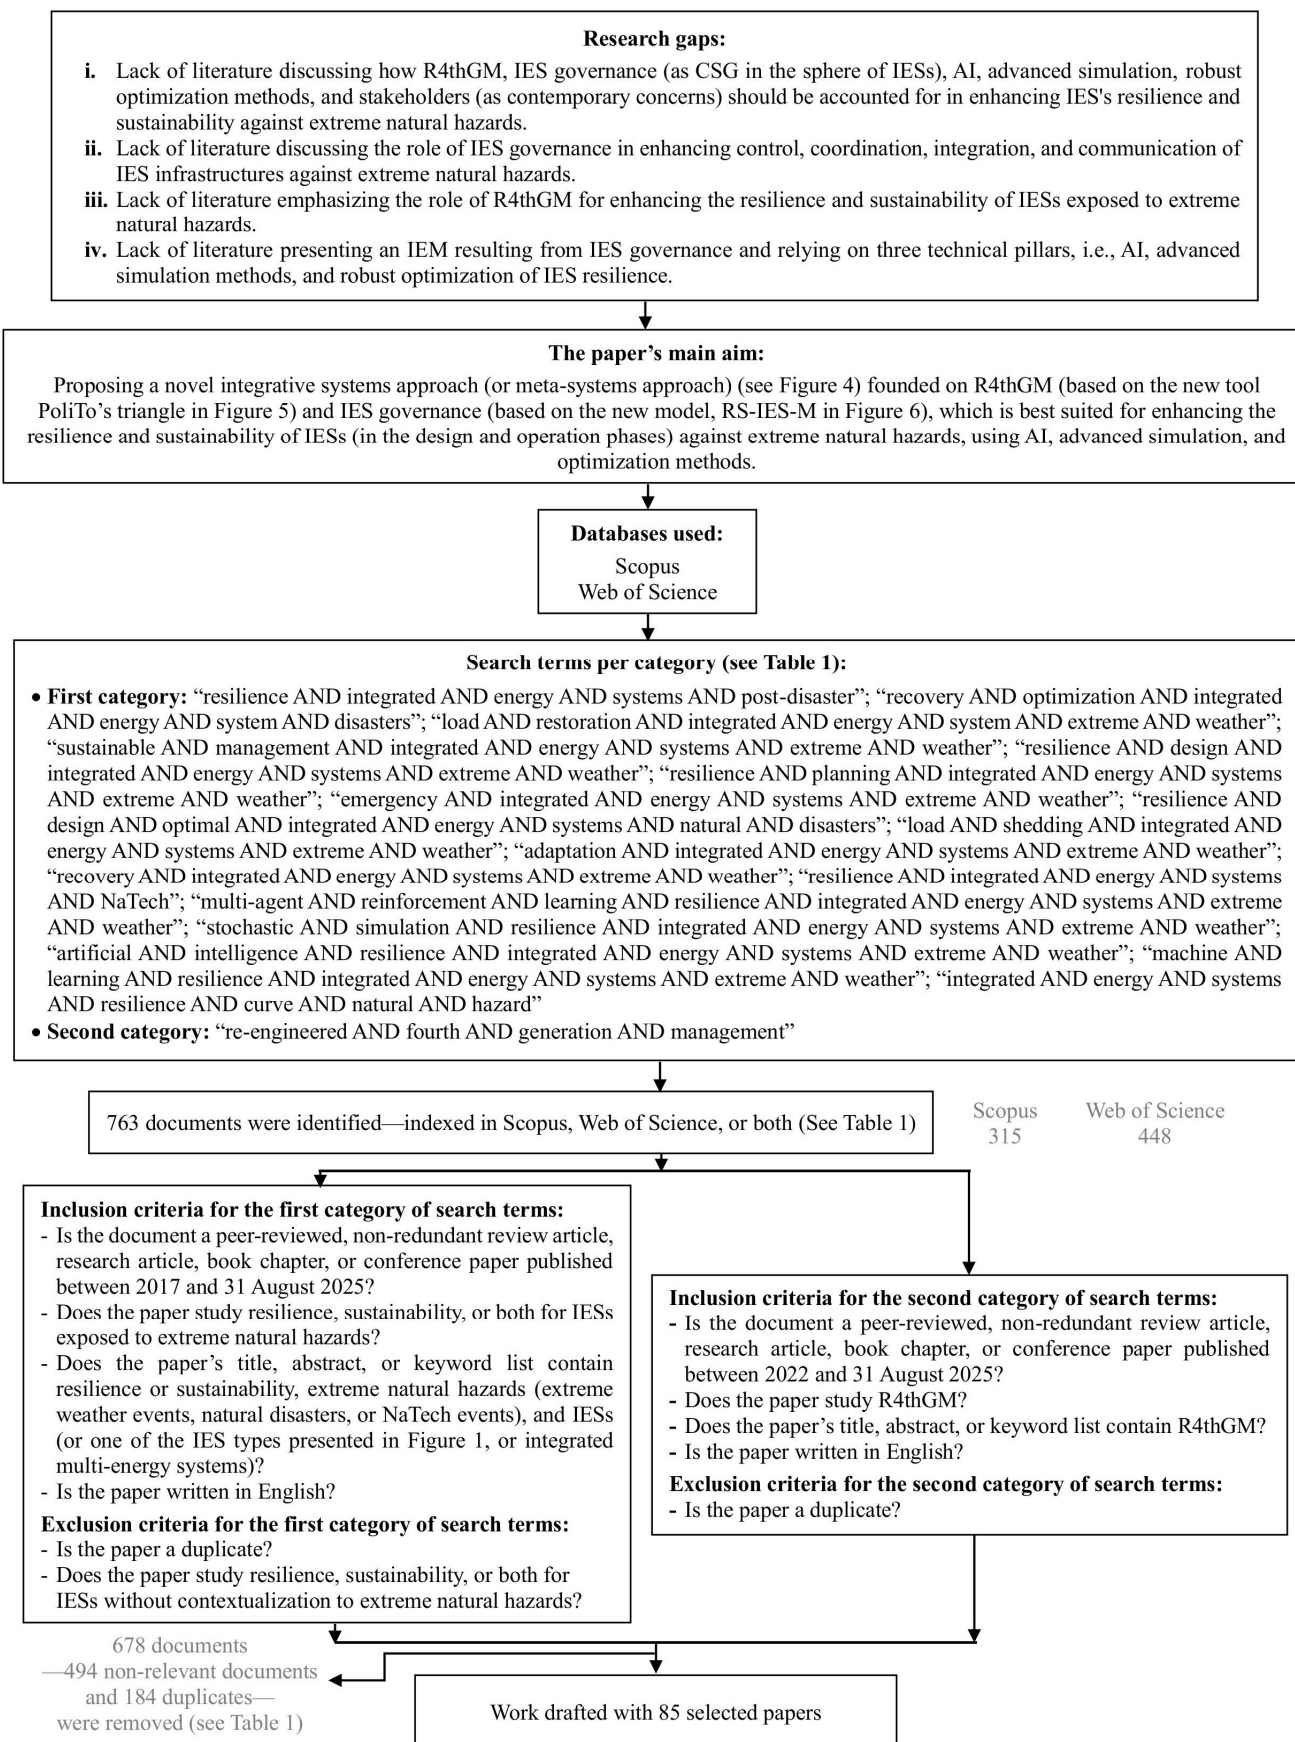 Research gaps:
i. Lack of literature discussing how R4thGM, IES governance (as CSG in the sphere of IESs), AI, advanced simulation, robust
optimization methods, and stakeholders (as contemporary concerns) should be accounted for in enhancing IES's resilience and
sustainability against extreme natural hazards.
ii. Lack of literature discussing the role of IES governance in enhancing control, coordination, integration, and communication of
IES infrastructures against extreme natural hazards.
iii. Lack of literature emphasizing the role of R4thGM for enhancing the resilience and sustainability of IESs exposed to extreme
natural hazards.
iv. Lack of literature presenting an IEM resulting from IES governance and relying on three technical pillars, i.e., AI, advanced
simulation methods, and robust optimization of IES resilience.
The paper’s main aim:
Proposing a novel integrative systems approach (or meta-systems approach) (see Figure 4) founded on R4thGM (based on the new tool
PoliTo’s triangle in Figure 5) and IES governance (based on the new model, RS-IES-M in Figure 6), which is best suited for enhancing the
resilience and sustainability of IESs (in the design and operation phases) against extreme natural hazards, using AI, advanced simulation, and
optimization methods.
Databases used:
Scopus
Web of Science
Search terms per category (see Table 1):
• First category: “resilience AND integrated AND energy AND systems AND post-disaster”; “recovery AND optimization AND integrated
AND energy AND system AND disasters”; “load AND restoration AND integrated AND energy AND system AND extreme AND weather”;
“sustainable AND management AND integrated AND energy AND systems AND extreme AND weather”; “resilience AND design AND
integrated AND energy AND systems AND extreme AND weather”; “resilience AND planning AND integrated AND energy AND systems
AND extreme AND weather”; “emergency AND integrated AND energy AND systems AND extreme AND weather”; “resilience AND
design AND optimal AND integrated AND energy AND systems AND natural AND disasters”; “load AND shedding AND integrated AND
energy AND systems AND extreme AND weather”; “adaptation AND integrated AND energy AND systems AND extreme AND weather”;
“recovery AND integrated AND energy AND systems AND extreme AND weather”; “resilience AND integrated AND energy AND systems
AND NaTech”; “multi-agent AND reinforcement AND learning AND resilience AND integrated AND energy AND systems AND extreme
AND weather”; “stochastic AND simulation AND resilience AND integrated AND energy AND systems AND extreme AND weather”;
“artificial AND intelligence AND resilience AND integrated AND energy AND systems AND extreme AND weather”; “machine AND
learning AND resilience AND integrated AND energy AND systems AND extreme AND weather”; “integrated AND energy AND systems
AND resilience AND curve AND natural AND hazard”
• Second category: “re-engineered AND fourth AND generation AND management”
763 documents were identified—indexed in Scopus, Web of Science, or both (See Table 1)
Scopus Web of Science
315 448
Inclusion criteria for the first category of search terms:
- Is the document a peer-reviewed, non-redundant review article,
research article, book chapter, or conference paper published
between 2017 and 31 August 2025?
- Does the paper study resilience, sustainability, or both for IESs
exposed to extreme natural hazards?
- Does the paper’s title, abstract, or keyword list contain
resilience or sustainability, extreme natural hazards (extreme
weather events, natural disasters, or NaTech events), and IESs
(or one of the IES types presented in Figure 1, or integrated
multi-energy systems)?
- Is the paper written in English?
Exclusion criteria for the first category of search terms:
- Is the paper a duplicate?
- Does the paper study resilience, sustainability, or both for
IESs without contextualization to extreme natural hazards?
Inclusion criteria for the second category of search terms:
- Is the document a peer-reviewed, non-redundant review article,
research article, book chapter, or conference paper published
between 2022 and 31 August 2025?
- Does the paper study R4thGM?
- Does the paper’s title, abstract, or keyword list contain R4thGM?
- Is the paper written in English?
Exclusion criteria for the second category of search terms:
- Is the paper a duplicate?
678 documents
—494 non-relevant documents
and 184 duplicates—
were removed (see Table 1)
Work drafted with 85 selected papers